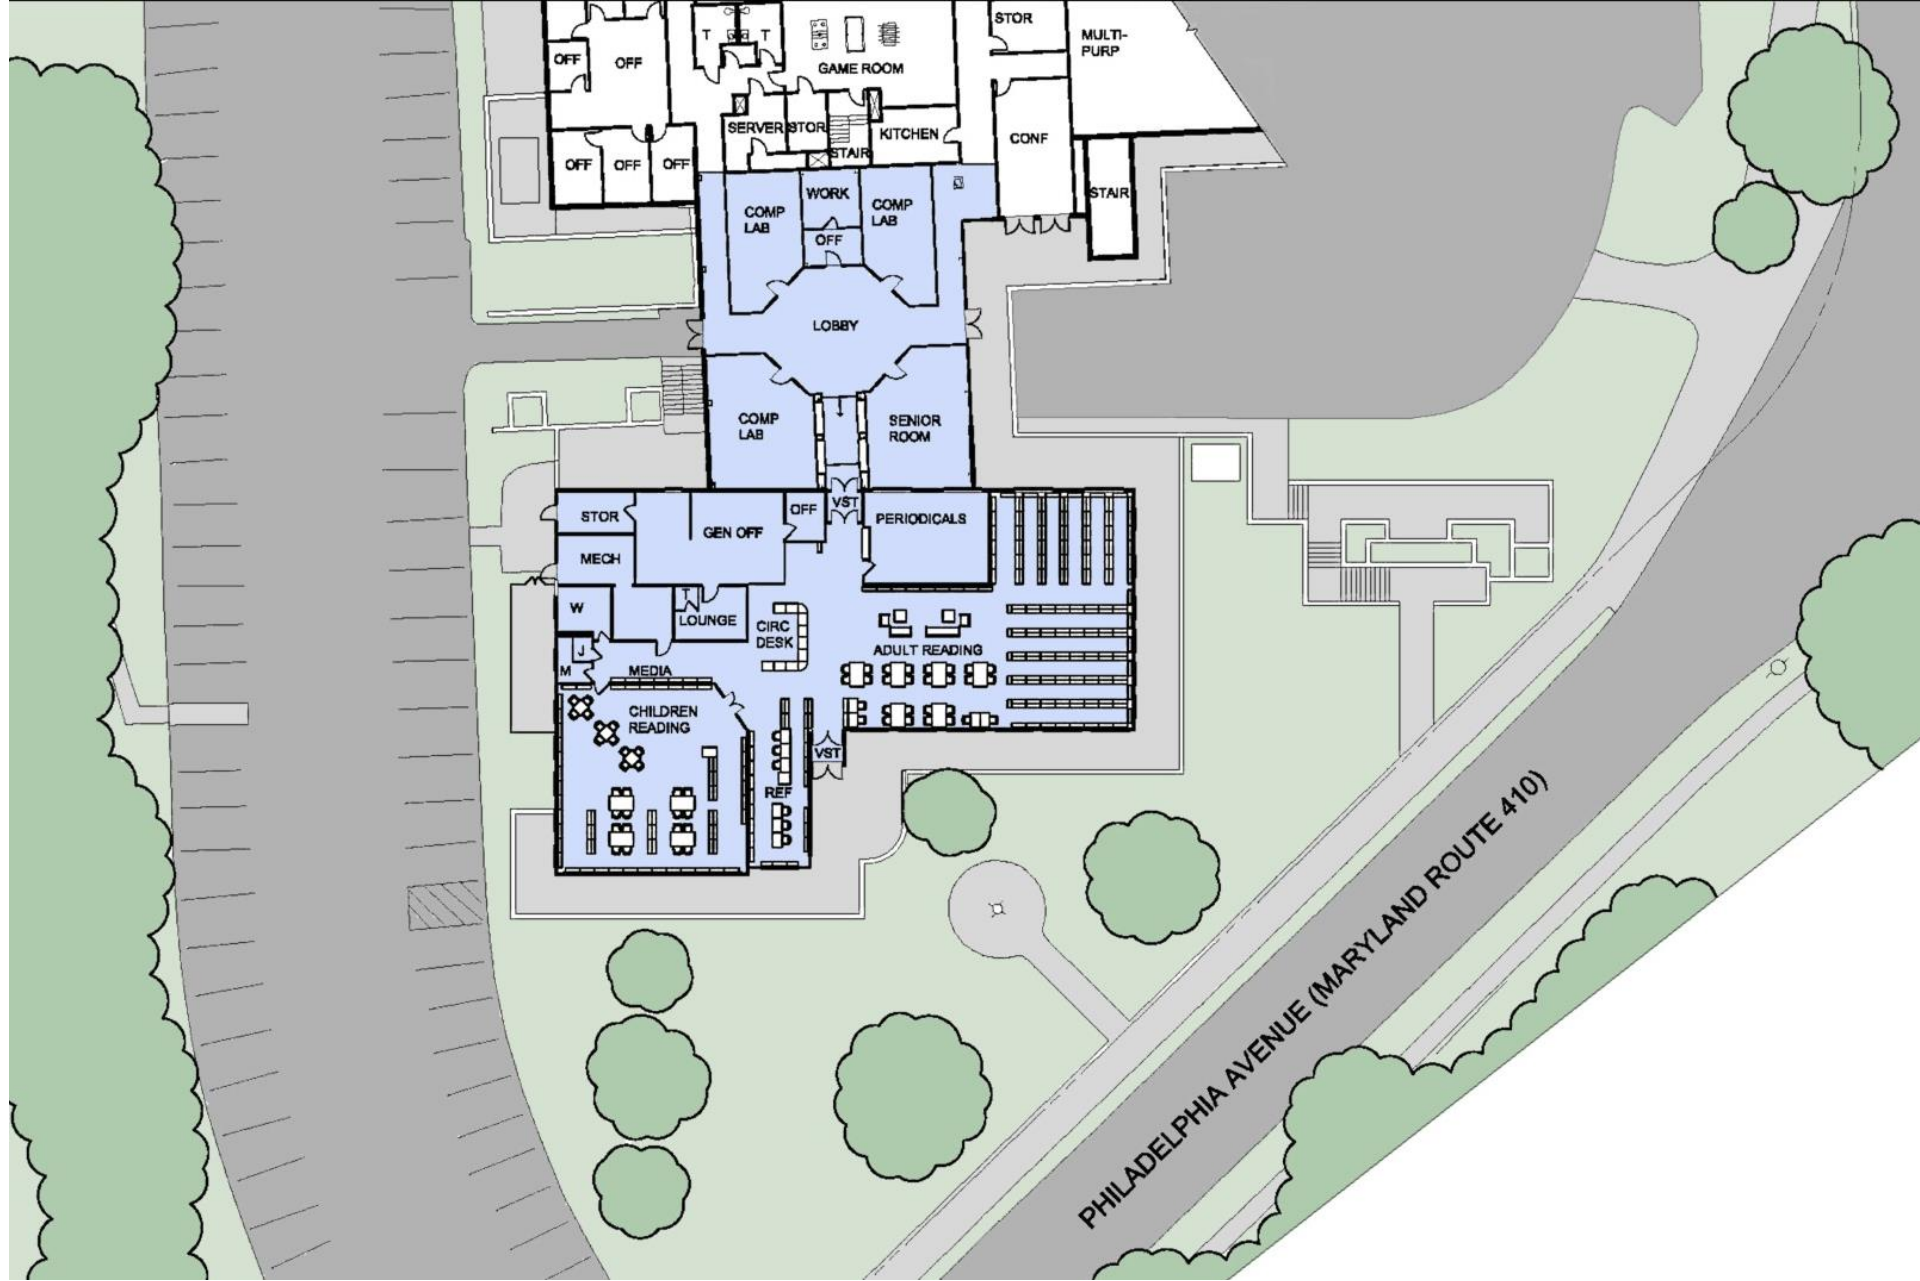 STOR
MULTI-
PURP
T
T
OFF
OFF
GAME ROOM
SERVER
STOR
STAIR
KITCHEN
CONF
OFF
OFF
OFF
STAIR
COMP
LAB
WORK
COMP
LAB
OFF
LOBBY
COMP
LAB
SENIOR
ROOM
STOR
GEN OFF
OFF
VST
PERIODICALS
MECH
W
T
LOUNGE
CIRC
DESK
J
M
MEDIA
ADULT READING
CHILDREN
READING
VST
REF
PHILADELPHIA AVENUE (MARYLAND ROUTE 410)